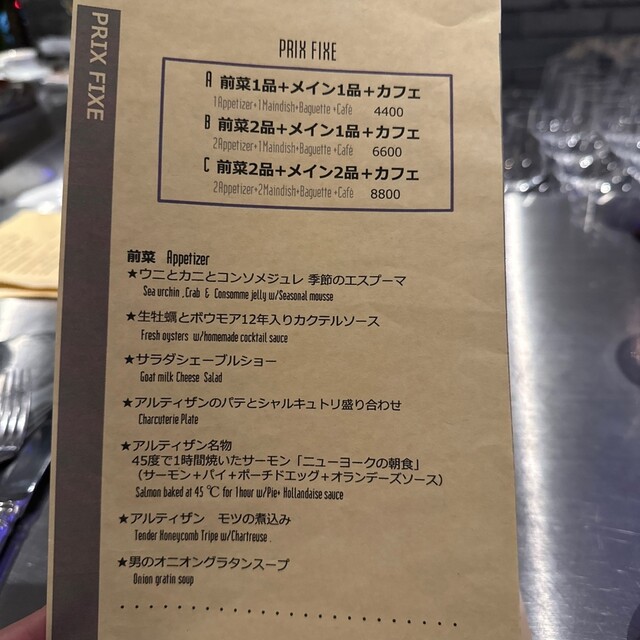 PRIX FIXE
PRIX FIXE
A 前菜1品+メイン1品+カフェ
1Appetizer+1Maindish+Baguette +Café 4400
B 前菜2品+メイン1品+カフェ
2Appetizer+1Maindish+Baguette +Café 6600
C 前菜2品+メイン2品+カフェ
2Appetizer+2Maindish+Baguette +Café 8800
前菜 Appetizer
★ウニとカニとコンソメジュレ 季節のエスプーマ
Sea urchin ,Crab & Consomme jelly w/Seasonal mousse
★生牡蠣とボウモア12年入りカクテルソース
Fresh oysters w/homemade cocktail sauce
★サラダシェーブルショー
Goat milk Cheese Salad
★アルティザンのパテとシャルキュトリ盛り合わせ
Charcuterie Plate
★アルティザン名物
45度で1時間焼いたサーモン「ニューヨークの朝食」
（サーモン＋パイ＋ポーチドエッグ＋オランデーズソース）
Salmon baked at 45 ℃ for 1hour w/Pie+ Hollandaise sauce
★アルティザン　モツの煮込み
Tender Honeycomb Tripe w/Chartreuse .
★男のオニオングラタンスープ
Onion gratin soup